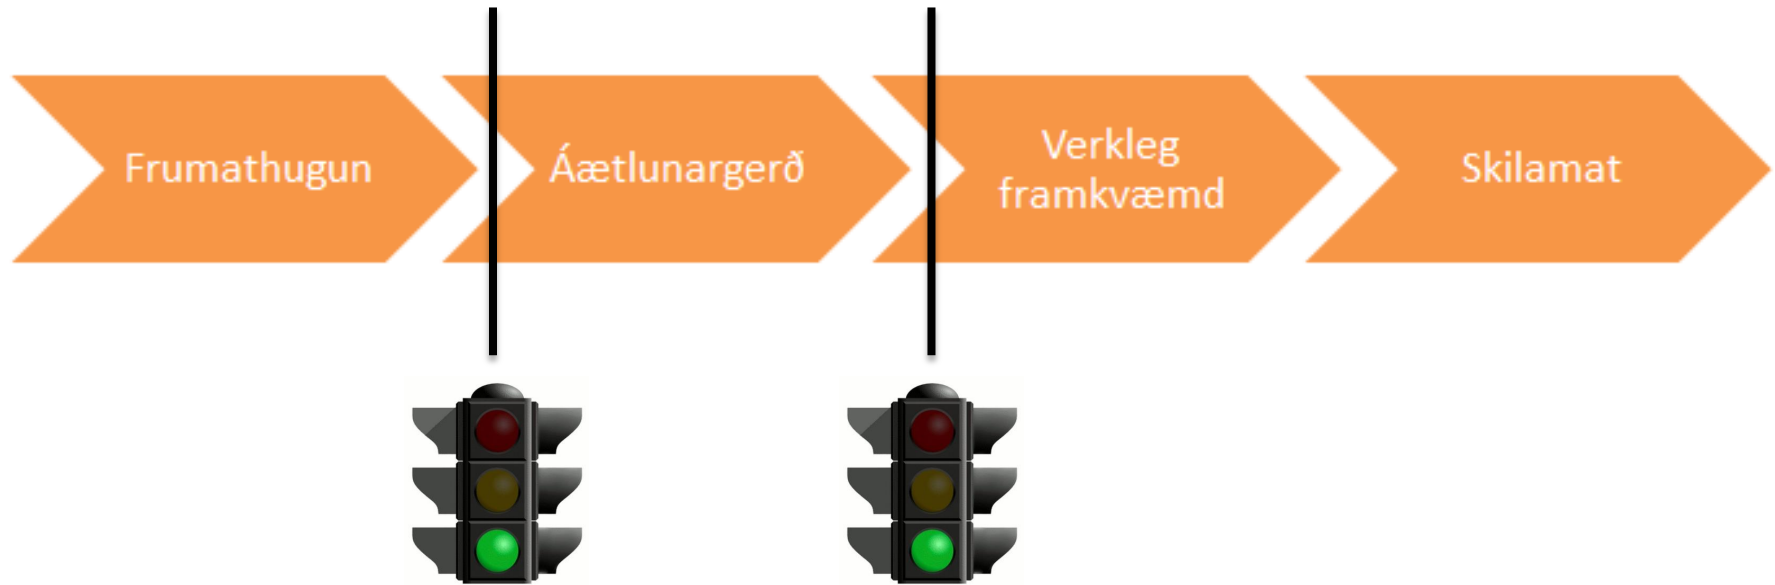 Frumathugun
Áætlunargerð
Verkleg
framkvæmd
Skilamat